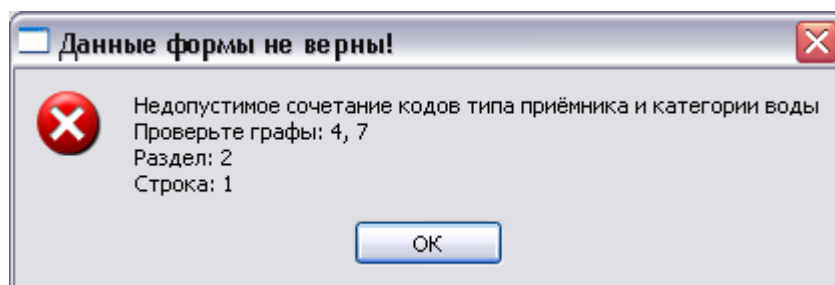 Данные формы не верны!
Недопустимое сочетание кодов типа приёмника и категории воды
Проверьте графы: 4, 7
Раздел: 2
Строка: 1
ОК